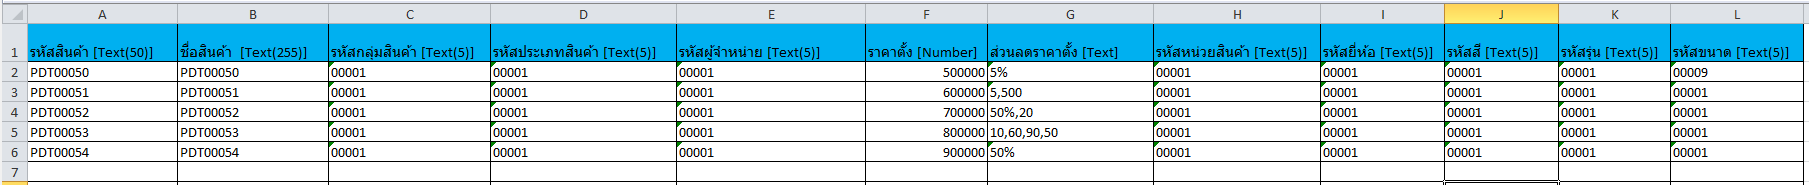 A B C D E F G H I J K L
1 รหัสสินค้า [Text(50)] ชื่อสินค้า [Text(255)] รหัสกลุ่มสินค้า [Text(5)] รหัสประเภทสินค้า [Text(5)] รหัสผู้จำหน่าย [Text(5)] ราคาตั้ง [Number] ส่วนลดราคาตั้ง [Text] รหัสหน่วยสินค้า [Text(5)] รหัสยี่ห้อ [Text(5)] รหัสสี [Text(5)] รหัสรุ่น [Text(5)] รหัสขนาด [Text(5)]
2 PDT00050 PDT00050 00001 00001 00001 500000 5% 00001 00001 00001 00001 00009
3 PDT00051 PDT00051 00001 00001 00001 600000 5,500 00001 00001 00001 00001 00001
4 PDT00052 PDT00052 00001 00001 00001 700000 50%,20 00001 00001 00001 00001 00001
5 PDT00053 PDT00053 00001 00001 00001 800000 10,60,90,50 00001 00001 00001 00001 00001
6 PDT00054 PDT00054 00001 00001 00001 900000 50% 00001 00001 00001 00001 00001
7